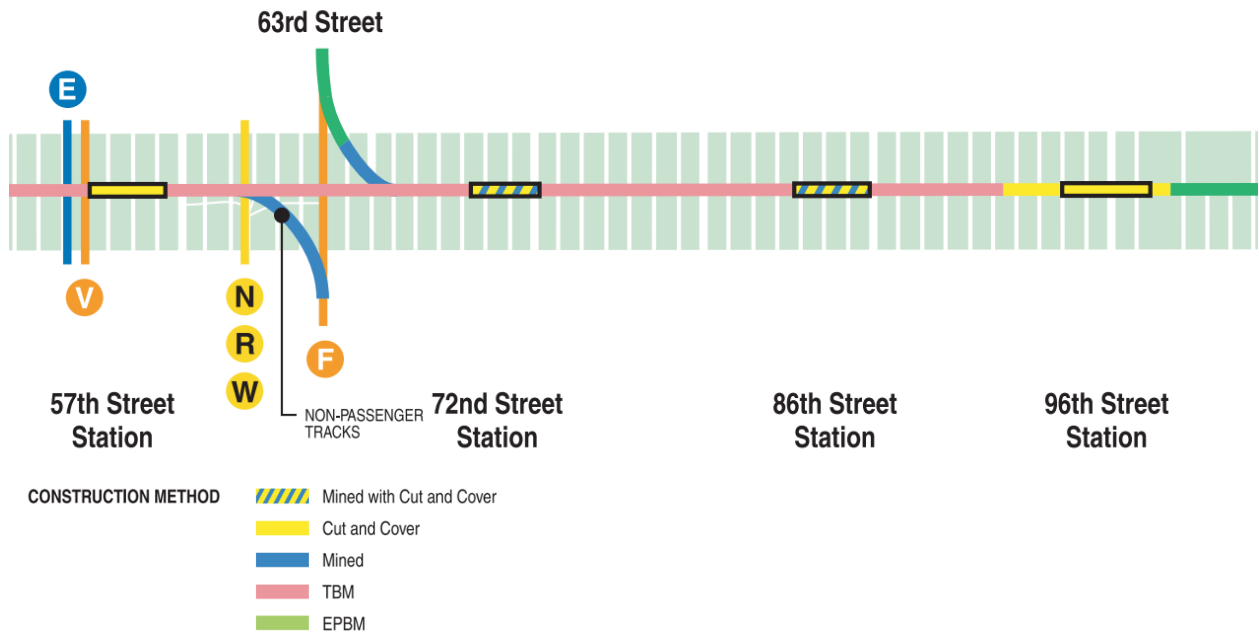 63rd Street
E
V
N
R
W
F
NON-PASSENGER
TRACKS
57th Street
Station
72nd Street
Station
86th Street
Station
96th Street
Station
CONSTRUCTION METHOD
Mined with Cut and Cover
Cut and Cover
Mined
TBM
EPBM